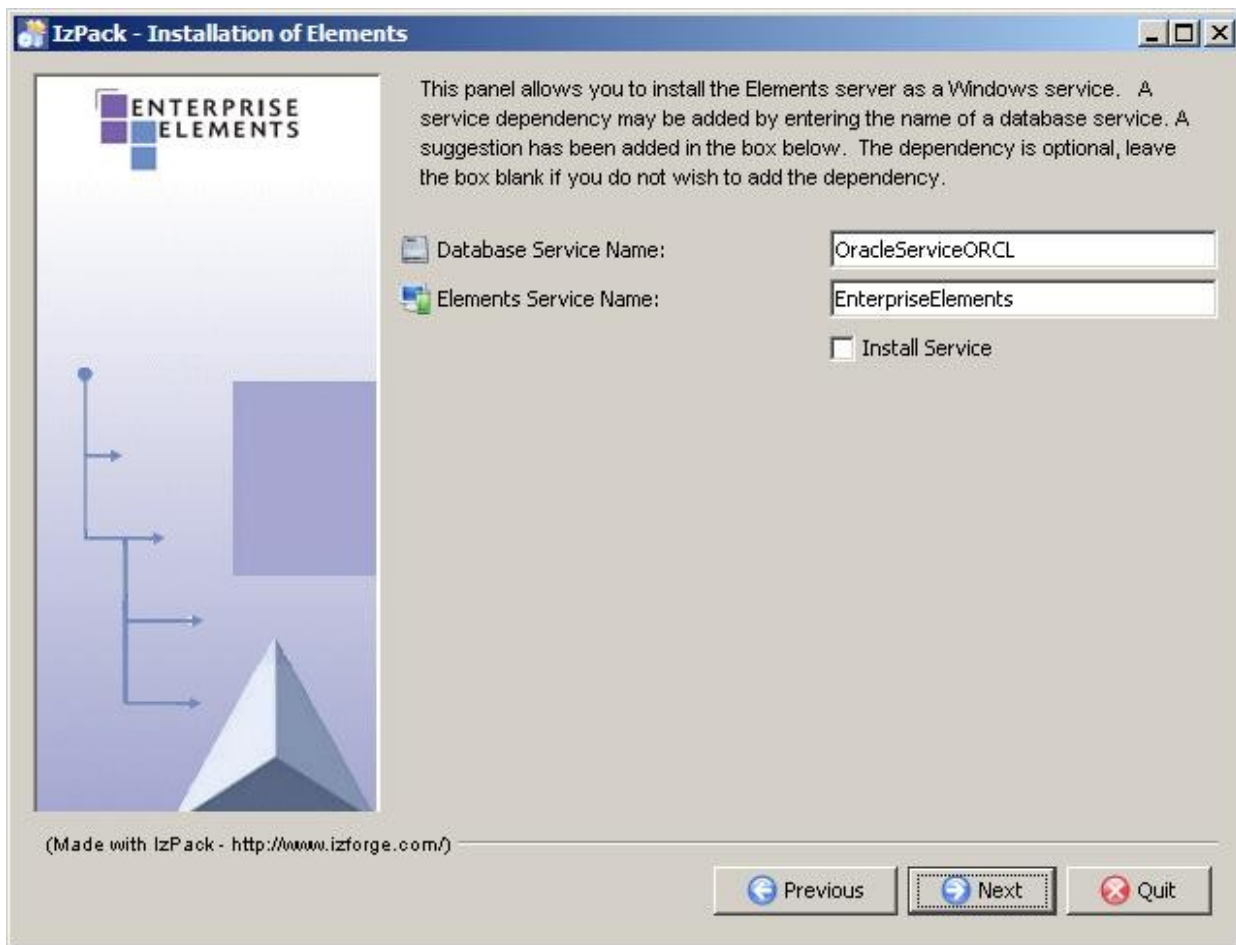 IzPack - Installation of Elements
ENTERPRISE
ELEMENTS
This panel allows you to install the Elements server as a Windows service.   A
service dependency may be added by entering the name of a database service. A
suggestion has been added in the box below.  The dependency is optional, leave
the box blank if you do not wish to add the dependency.
Database Service Name: OracleServiceORCL
Elements Service Name: EnterpriseElements
Install Service
(Made with IzPack - http://www.izforge.com/)
Previous Next Quit